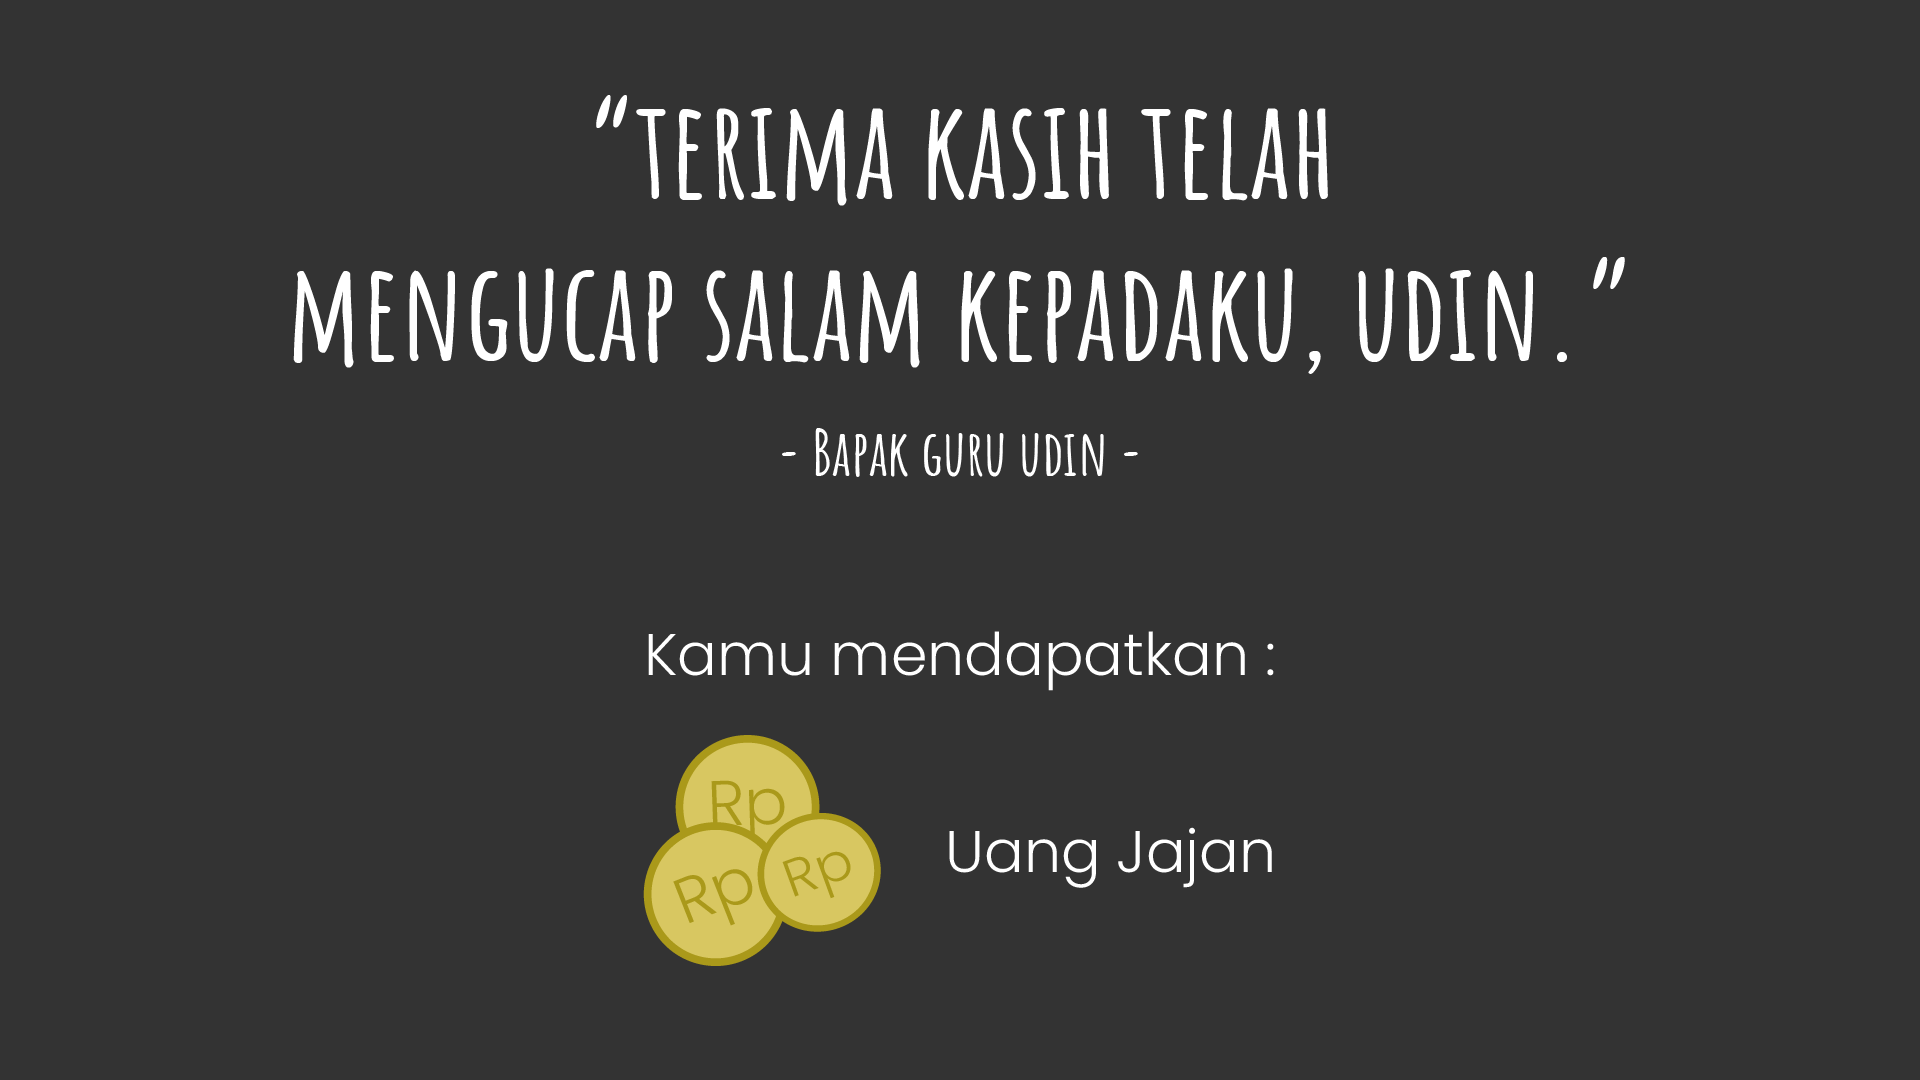 “TERIMA KASIH TELAH
MENGUCAP SALAM KEPADAKU, UDIN.”
- BAPAK GURU UDIN -
Kamu mendapatkan :
Rp
Rp
Rp
Uang Jajan